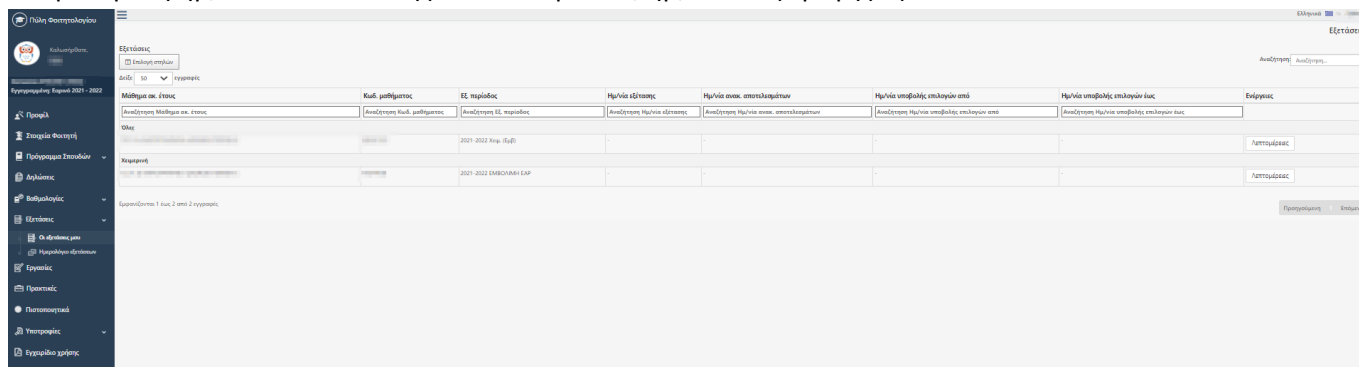 Πύλη Φοιτητολογίου
Ελληνικά
Καλωσήρθατε,
Εγγεγραμμένη: Εαρινό 2021 - 2022
Προφίλ
Στοιχεία Φοιτητή
Πρόγραμμα Σπουδών
Δηλώσεις
Βαθμολογίες
Εξετάσεις
Οι εξετάσεις μου
Ημερολόγιο εξετάσεων
Εργασίες
Πρακτικές
Πιστοποιητικά
Υποτροφίες
Εγχειρίδιο χρήσης
Εξετάσεις
Εξετάσεις
Επιλογή στηλών
Αναζήτηση: Αναζήτηση...
Δείξε 50 εγγραφές
Μάθημα ακ. έτους Κωδ. μαθήματος Εξ. περίοδος Ημ/νία εξέτασης Ημ/νία ανακ. αποτελεσμάτων Ημ/νία υποβολής επιλογών από Ημ/νία υποβολής επιλογών έως Ενέργειες
Αναζήτηση Μάθημα ακ. έτους Αναζήτηση Κωδ. μαθήματος Αναζήτηση Εξ. περίοδος Αναζήτηση Ημ/νία εξέτασης Αναζήτηση Ημ/νία ανακ. αποτελεσμάτων Αναζήτηση Ημ/νία υποβολής επιλογών από Αναζήτηση Ημ/νία υποβολής επιλογών έως
Όλες
2021-2022 Χειμ. (Εμβ) - - - - Λεπτομέρειες
Χειμερινή
2021-2022 ΕΜΒΟΛΙΜΗ ΕΑΡ - - - - Λεπτομέρειες
Εμφανίζονται 1 έως 2 από 2 εγγραφές
Προηγούμενη 1